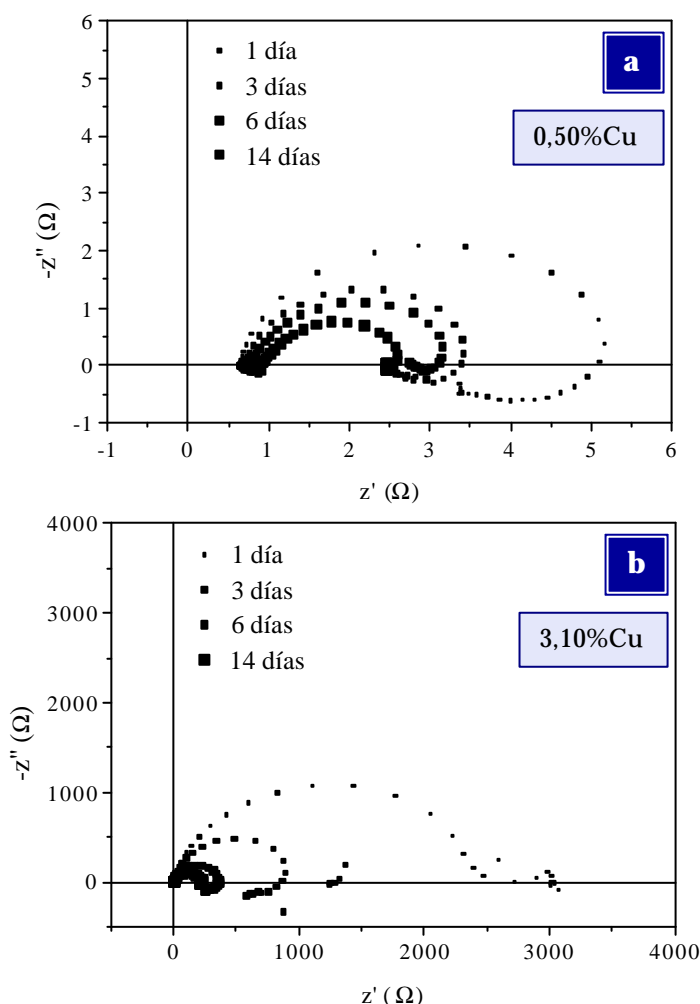 6
5
4
3
2
1
0
-1
-z'' (Ω)
1 día
3 días
6 días
14 días
a
0,50%Cu
-1 0 1 2 3 4 5 6
z' (Ω)
4000
3000
2000
1000
0
-z'' (Ω)
1 día
3 días
6 días
14 días
b
3,10%Cu
0 1000 2000 3000 4000
z' (Ω)